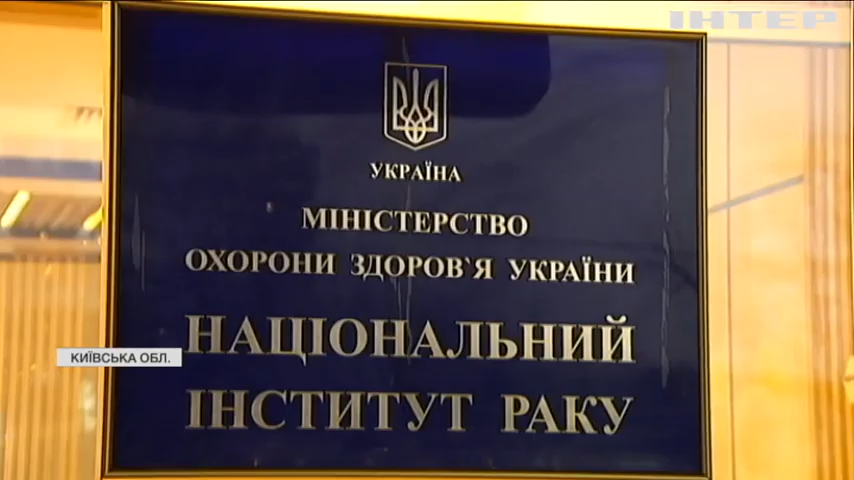 ІНТЕР
УКРАЇНА
МІНІСТЕРСТВО
ОХОРОНИ ЗДОРОВ`Я УКРАЇНИ
НАЦІОНАЛЬНИЙ
КИЇВСЬКА ОБЛ.
ІНСТИТУТ РАКУ